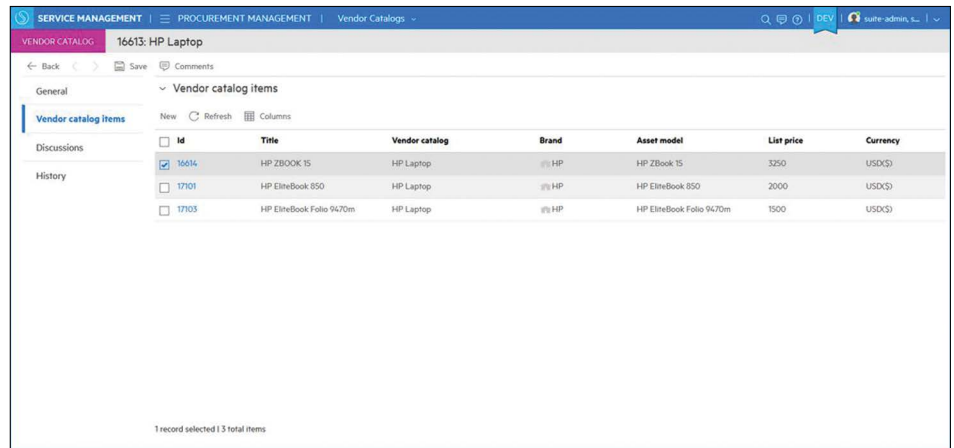 SERVICE MANAGEMENT | PROCUREMENT MANAGEMENT | Vendor Catalogs DEV suite-admin, s... |
VENDOR CATALOG 16613: HP Laptop
Back Save Comments
General
Vendor catalog items
Discussions
History
Vendor catalog items
New Refresh Columns
Id Title Vendor catalog Brand Asset model List price Currency
16614 HP ZBOOK 15 HP Laptop HP HP ZBook 15 3250 USD($)
17101 HP EliteBook 850 HP Laptop HP HP EliteBook 850 2000 USD($)
17103 HP EliteBook Folio 9470m HP Laptop HP HP EliteBook Folio 9470m 1500 USD($)
1 record selected | 3 total items